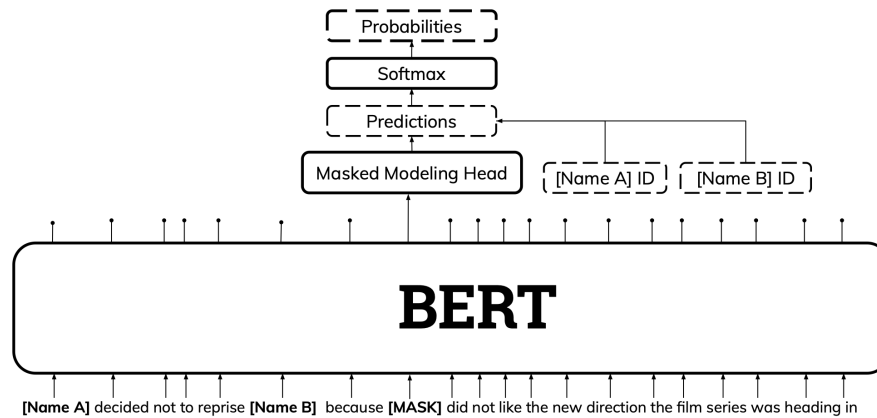 Probabilities
Softmax
Predictions
Masked Modeling Head
[Name A] ID
[Name B] ID
BERT
[Name A] decided not to reprise [Name B] because [MASK] did not like the new direction the film series was heading in